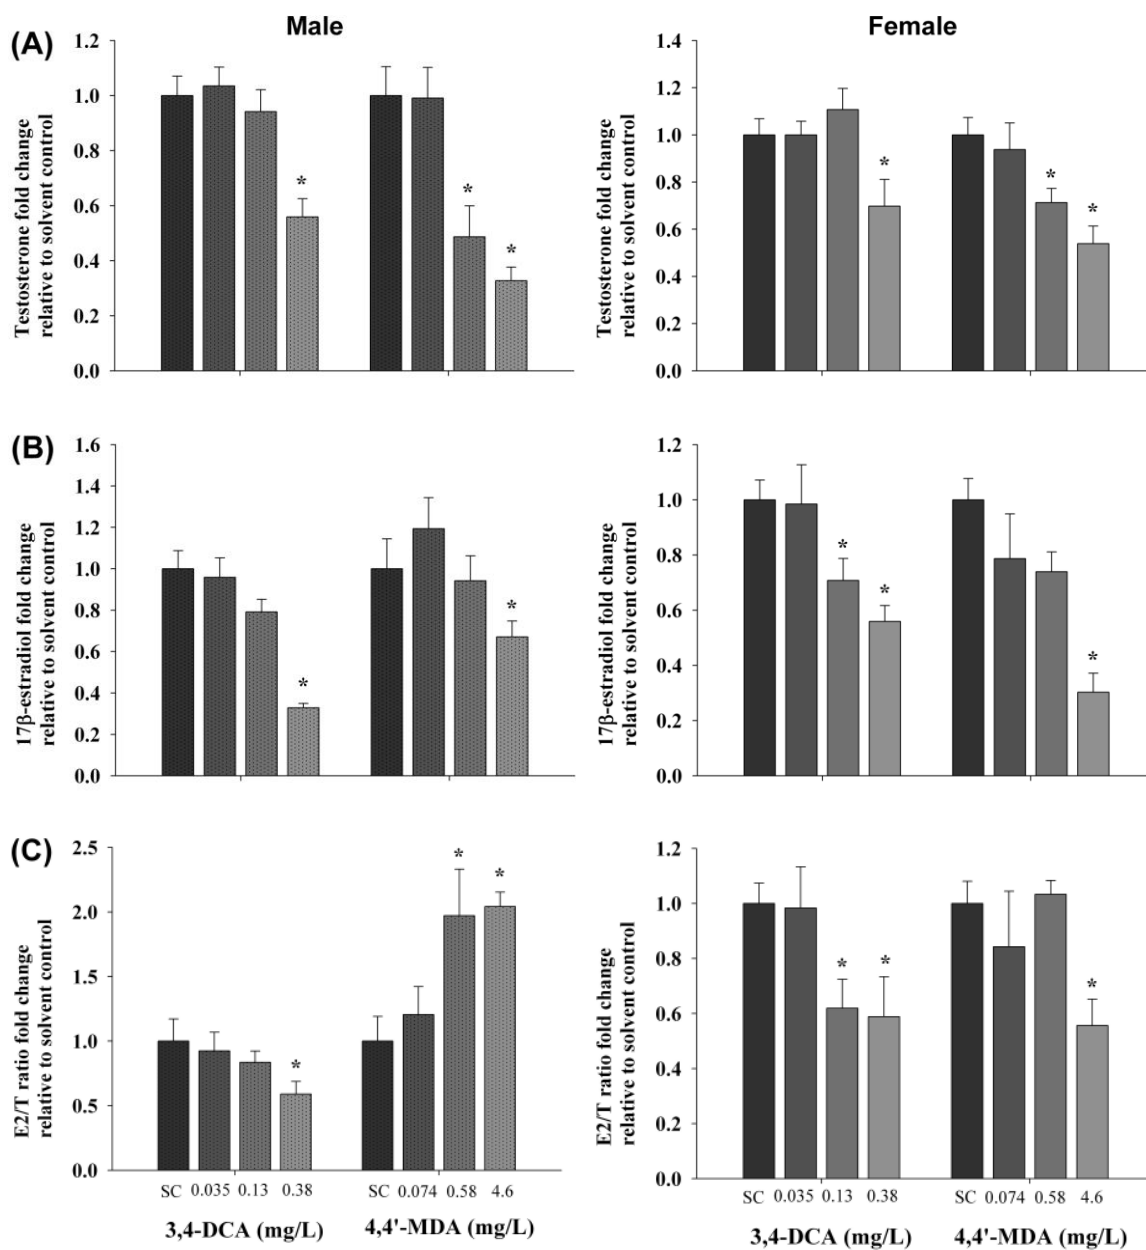 Male
Female
(A)
Testosterone fold change
relative to solvent control
1.2
1.0
0.8
0.6
0.4
0.2
0.0
*
*
*
Testosterone fold change
relative to solvent control
1.4
1.2
1.0
0.8
0.6
0.4
0.2
0.0
*
*
*
(B)
17β-estradiol fold change
relative to solvent control
1.6
1.4
1.2
1.0
0.8
0.6
0.4
0.2
0.0
*
*
17β-estradiol fold change
relative to solvent control
1.2
1.0
0.8
0.6
0.4
0.2
0.0
*
*
*
(C)
E2/T ratio fold change
relative to solvent control
2.5
2.0
1.5
1.0
0.5
0.0
*
*
*
SC 0.035 0.13 0.38 SC 0.074 0.58 4.6
3,4-DCA (mg/L) 4,4'-MDA (mg/L)
E2/T ratio fold change
relative to solvent control
1.2
1.0
0.8
0.6
0.4
0.2
0.0
*
*
*
SC 0.035 0.13 0.38 SC 0.074 0.58 4.6
3,4-DCA (mg/L) 4,4'-MDA (mg/L)